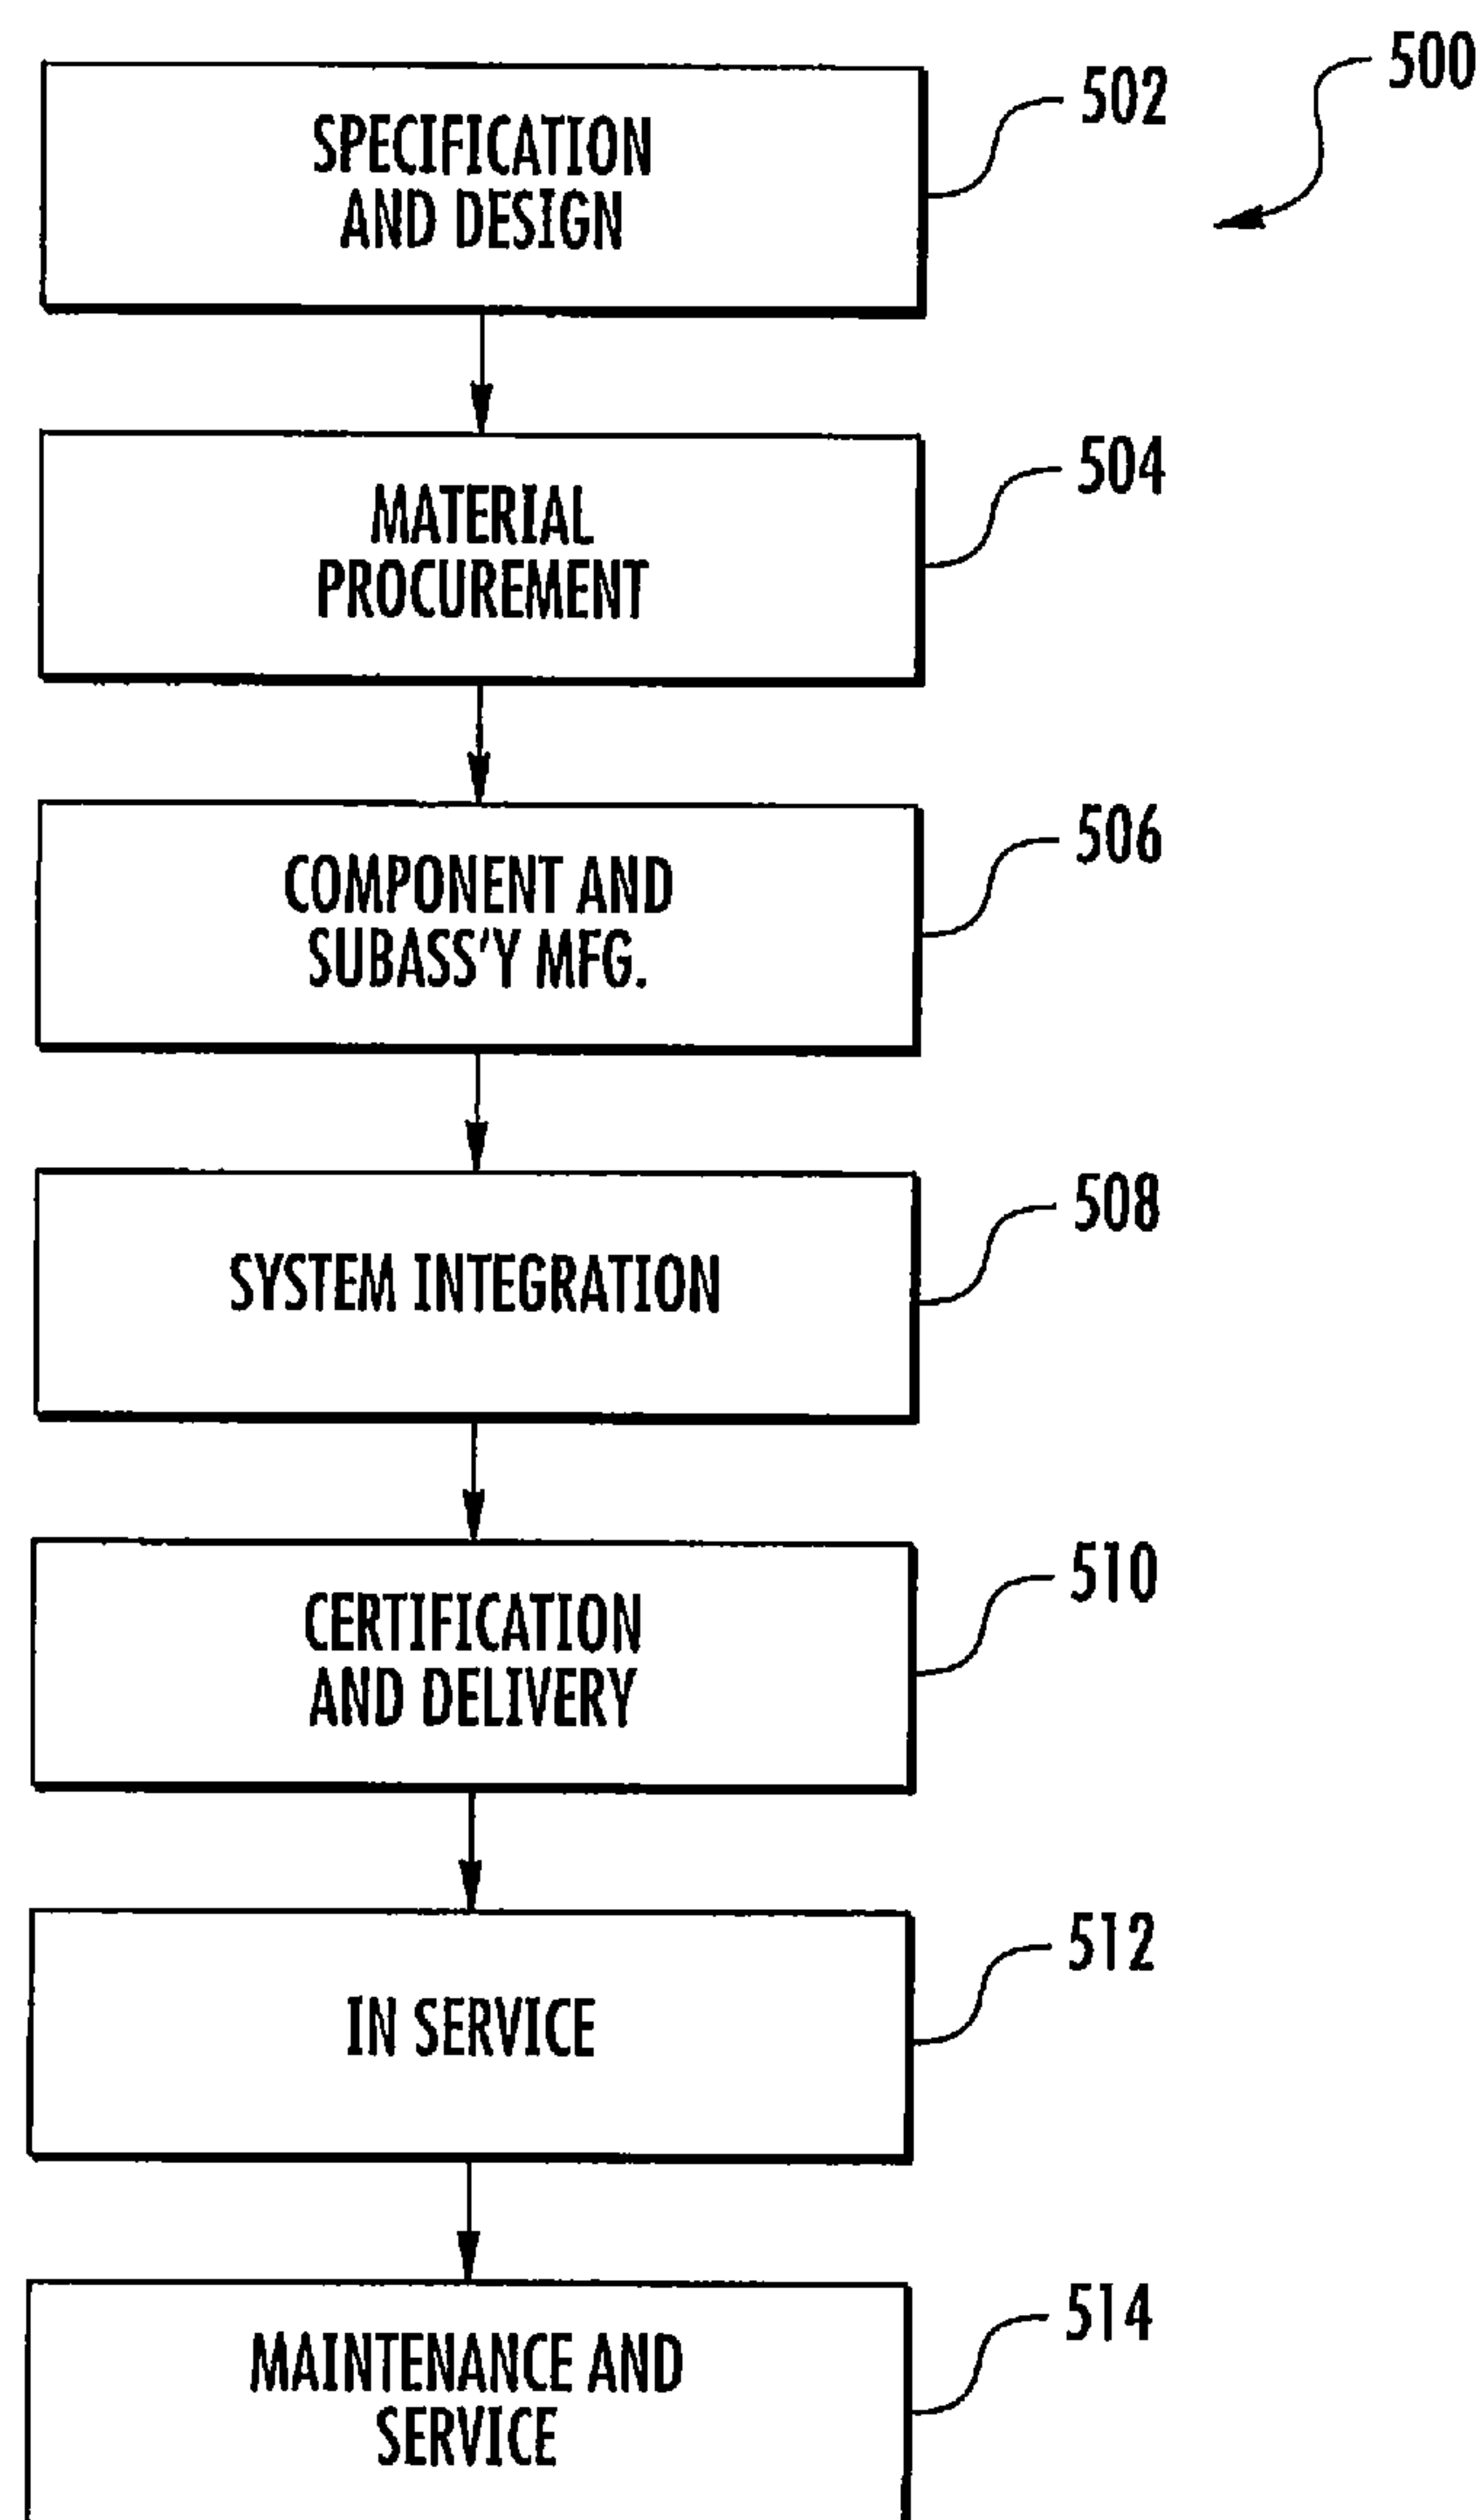 500
SPECIFICATION
AND DESIGN
502
MATERIAL
PROCUREMENT
504
COMPONENT AND
SUBASS'Y MFG.
506
SYSTEM INTEGRATION
508
CERTIFICATION
AND DELIVERY
510
IN SERVICE
512
MAINTENANCE AND
SERVICE
514